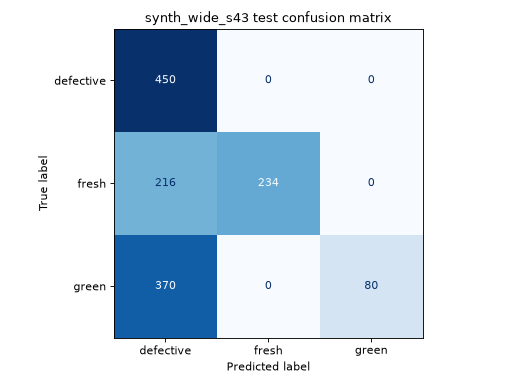 synth_wide_s43 test confusion matrix
defective 450 0 0
fresh 216 234 0
green 370 0 80
defective fresh green
Predicted label
True label